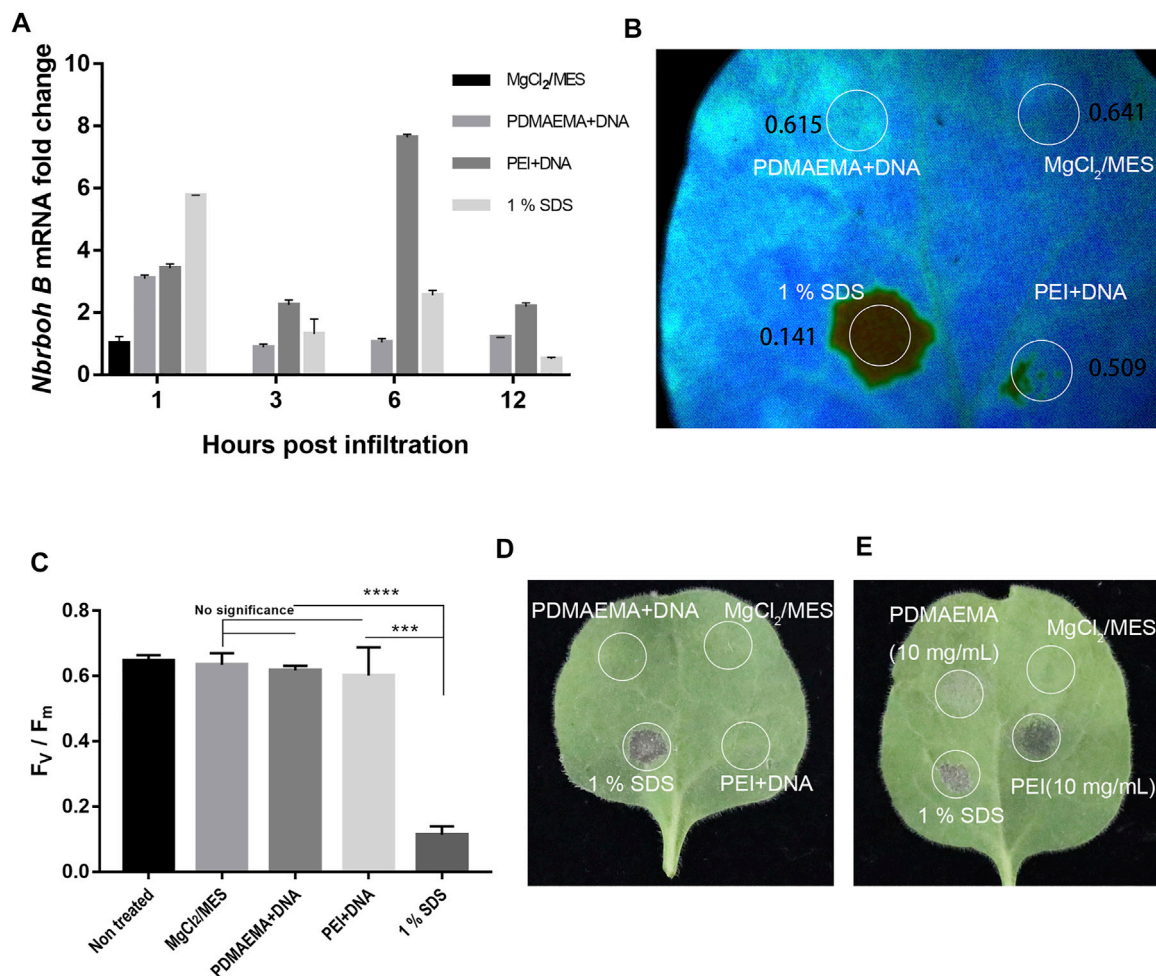 A
Nbrboh B mRNA fold change
10
8
6
4
2
0
MgCl2/MES
PDMAEMA+DNA
PEI+DNA
1 % SDS
1
3
6
12
Hours post infiltration
B
0.615
PDMAEMA+DNA
0.641
MgCl2/MES
1 % SDS
0.141
PEI+DNA
0.509
C
FV / Fm
0.8
0.6
0.4
0.2
0.0
No significance
****
***
Non treated
MgCl2/MES
PDMAEMA+DNA
PEI+DNA
1 % SDS
D
PDMAEMA+DNA
MgCl2/MES
1 % SDS
PEI+DNA
E
PDMAEMA
(10 mg/mL)
MgCl2/MES
PEI(10 mg/mL)
1 % SDS